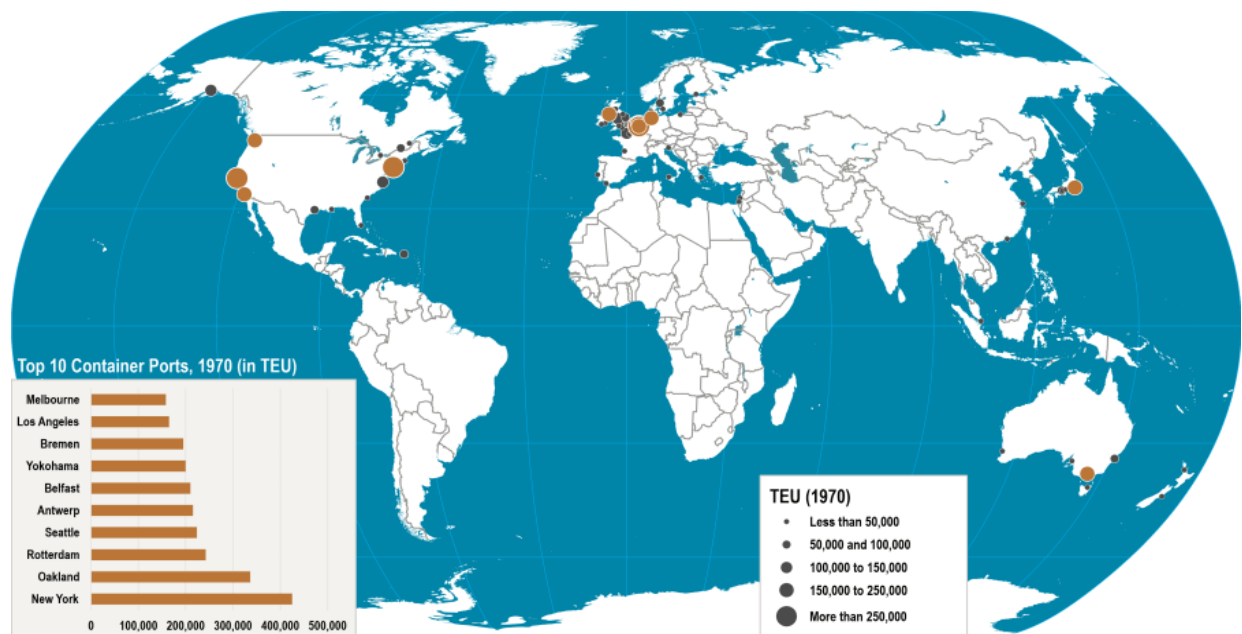 Top 10 Container Ports, 1970 (in TEU)
Melbourne
Los Angeles
Bremen
Yokohama
Belfast
Antwerp
Seattle
Rotterdam
Oakland
New York
0 100,000 200,000 300,000 400,000 500,000
TEU (1970)
Less than 50,000
50,000 and 100,000
100,000 to 150,000
150,000 to 250,000
More than 250,000